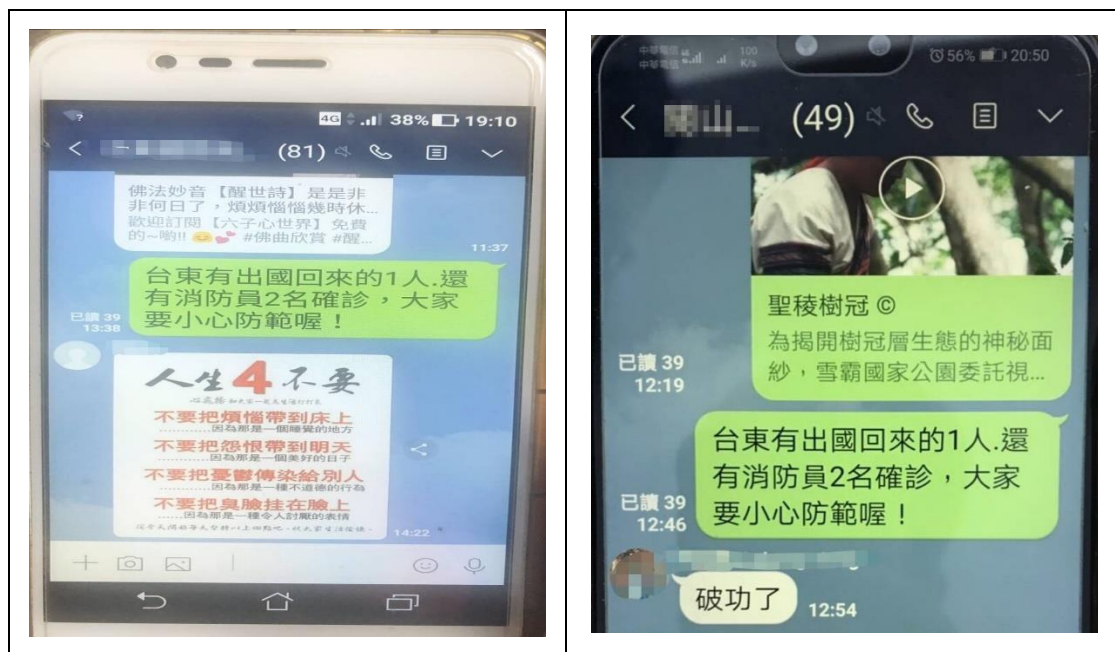 4G 38% 19:10
(81)
佛法妙音【醒世詩】是是非
非何日了，煩煩惱惱幾時休...
歡迎訂閱【六子心世界】免費
的~喲!! #佛曲欣賞 #醒...
11:37
台東有出國回來的1人.還
有消防員2名確診，大家
要小心防範喔！
已讀 39
13:38
人生4不要
不要把煩惱帶到床上
............因為那是一個睡覺的地方
不要把怨恨帶到明天
............因為那是一個美好的日子
不要把憂鬱傳染給別人
............因為那是一種不道德的行為
不要把臭臉挂在臉上
............因為那是一種令人討厭的表情
14:22
中華電信
中華電信
100
K/s
56% 20:50
(49)
聖稜樹冠 ©
為揭開樹冠層生態的神秘面
紗，雪霸國家公園委託視...
已讀 39
12:19
台東有出國回來的1人.還
有消防員2名確診，大家
要小心防範喔！
已讀 39
12:46
破功了
12:54